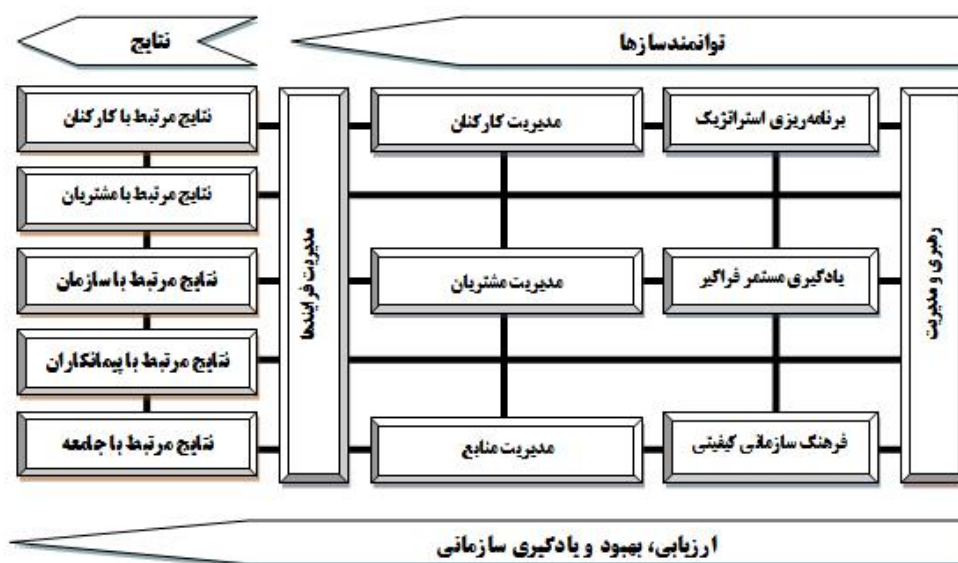 توانمندسازها
نتایج
رهبری و مدیریت
برنامه‌ریزی استراتژیک
مدیریت کارکنان
مدیریت فرایندها
نتایج مرتبط با کارکنان
نتایج مرتبط با مشتریان
یادگیری مستمر فراگیر
مدیریت مشتریان
نتایج مرتبط با سازمان
نتایج مرتبط با پیمانکاران
فرهنگ سازمانی کیفیتی
مدیریت منابع
نتایج مرتبط با جامعه
ارزیابی، بهبود و یادگیری سازمانی